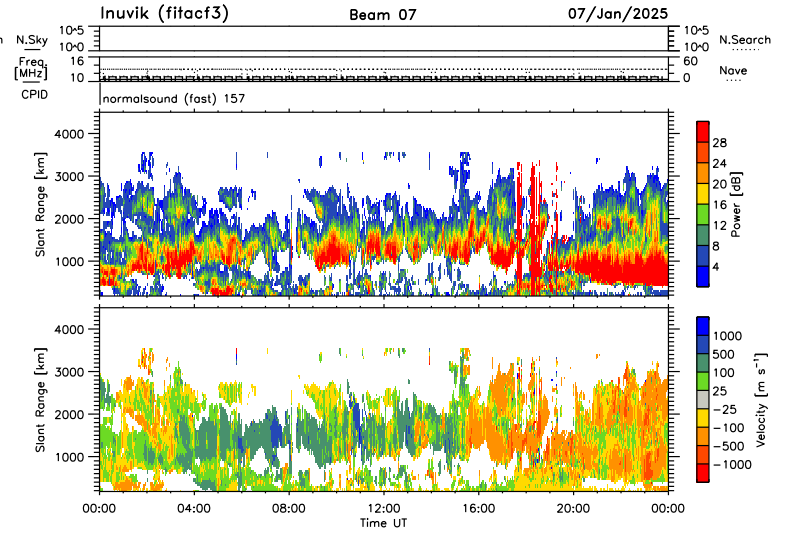 Inuvik (fitacf3) Beam 07 07/Jan/2025
N.Sky 10^5 10^5 N.Search
10^0 10^0
Freq. 16 60 Nave
[MHz] 10 0
CPID normalsound (fast) 157
4000
3000
2000
1000
Slant Range [km]
28
24
20
16
12
8
4
Power [dB]
4000
3000
2000
1000
Slant Range [km]
1000
500
100
25
-25
-100
-500
-1000
Velocity [m s⁻¹]
00:00 04:00 08:00 12:00 16:00 20:00 00:00
Time UT